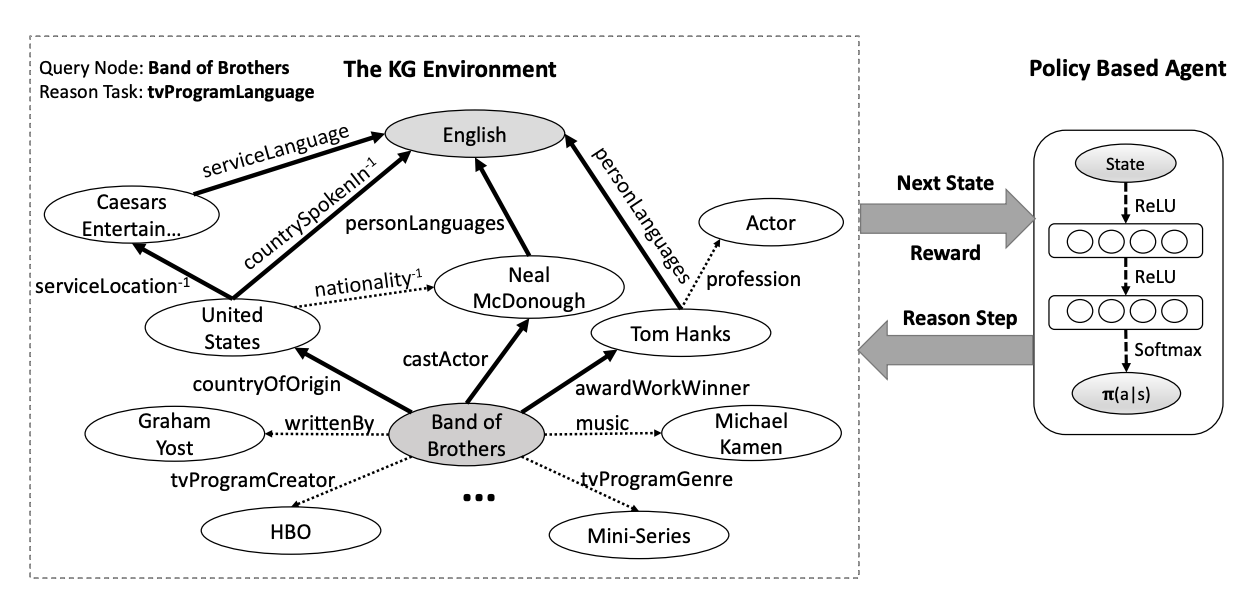 Query Node: Band of Brothers
Reason Task: tvProgramLanguage
The KG Environment
Policy Based Agent
English
serviceLanguage
countrySpokenIn-1
personLanguages
personLanguages
Caesars
Entertain...
Actor
serviceLocation-1
nationality-1
Neal
McDonough
profession
United
States
Tom Hanks
castActor
countryOfOrigin
awardWorkWinner
Graham
Yost
writtenBy
Band of
Brothers
music
Michael
Kamen
tvProgramCreator
tvProgramGenre
...
HBO
Mini-Series
Next State
Reward
Reason Step
State
ReLU
ReLU
Softmax
π(a|s)